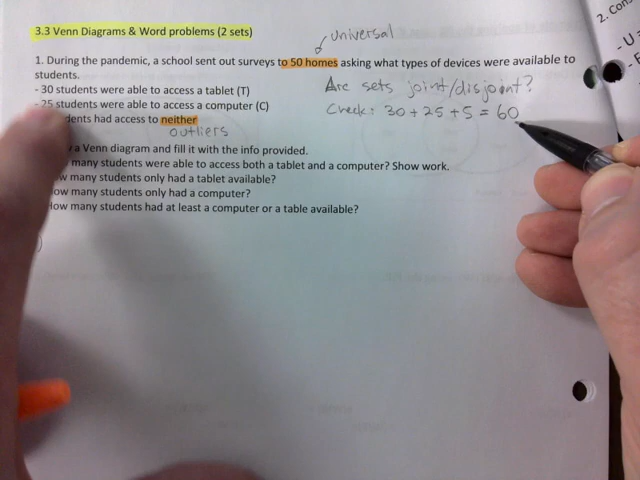 3.3 Venn Diagrams & Word problems (2 sets)
universal
1. During the pandemic, a school sent out surveys to 50 homes asking what types of devices were available to
students.
Are sets joint/disjoint?
- 30 students were able to access a tablet (T)
- 25 students were able to access a computer (C)
Check: 30 + 25 + 5 = 60
dents had access to neither
outliers
a Venn diagram and fill it with the info provided.
many students were able to access both a tablet and a computer? Show work.
many students only had a tablet available?
ow many students only had a computer?
How many students had at least a computer or a table available?
2. Con
- U =